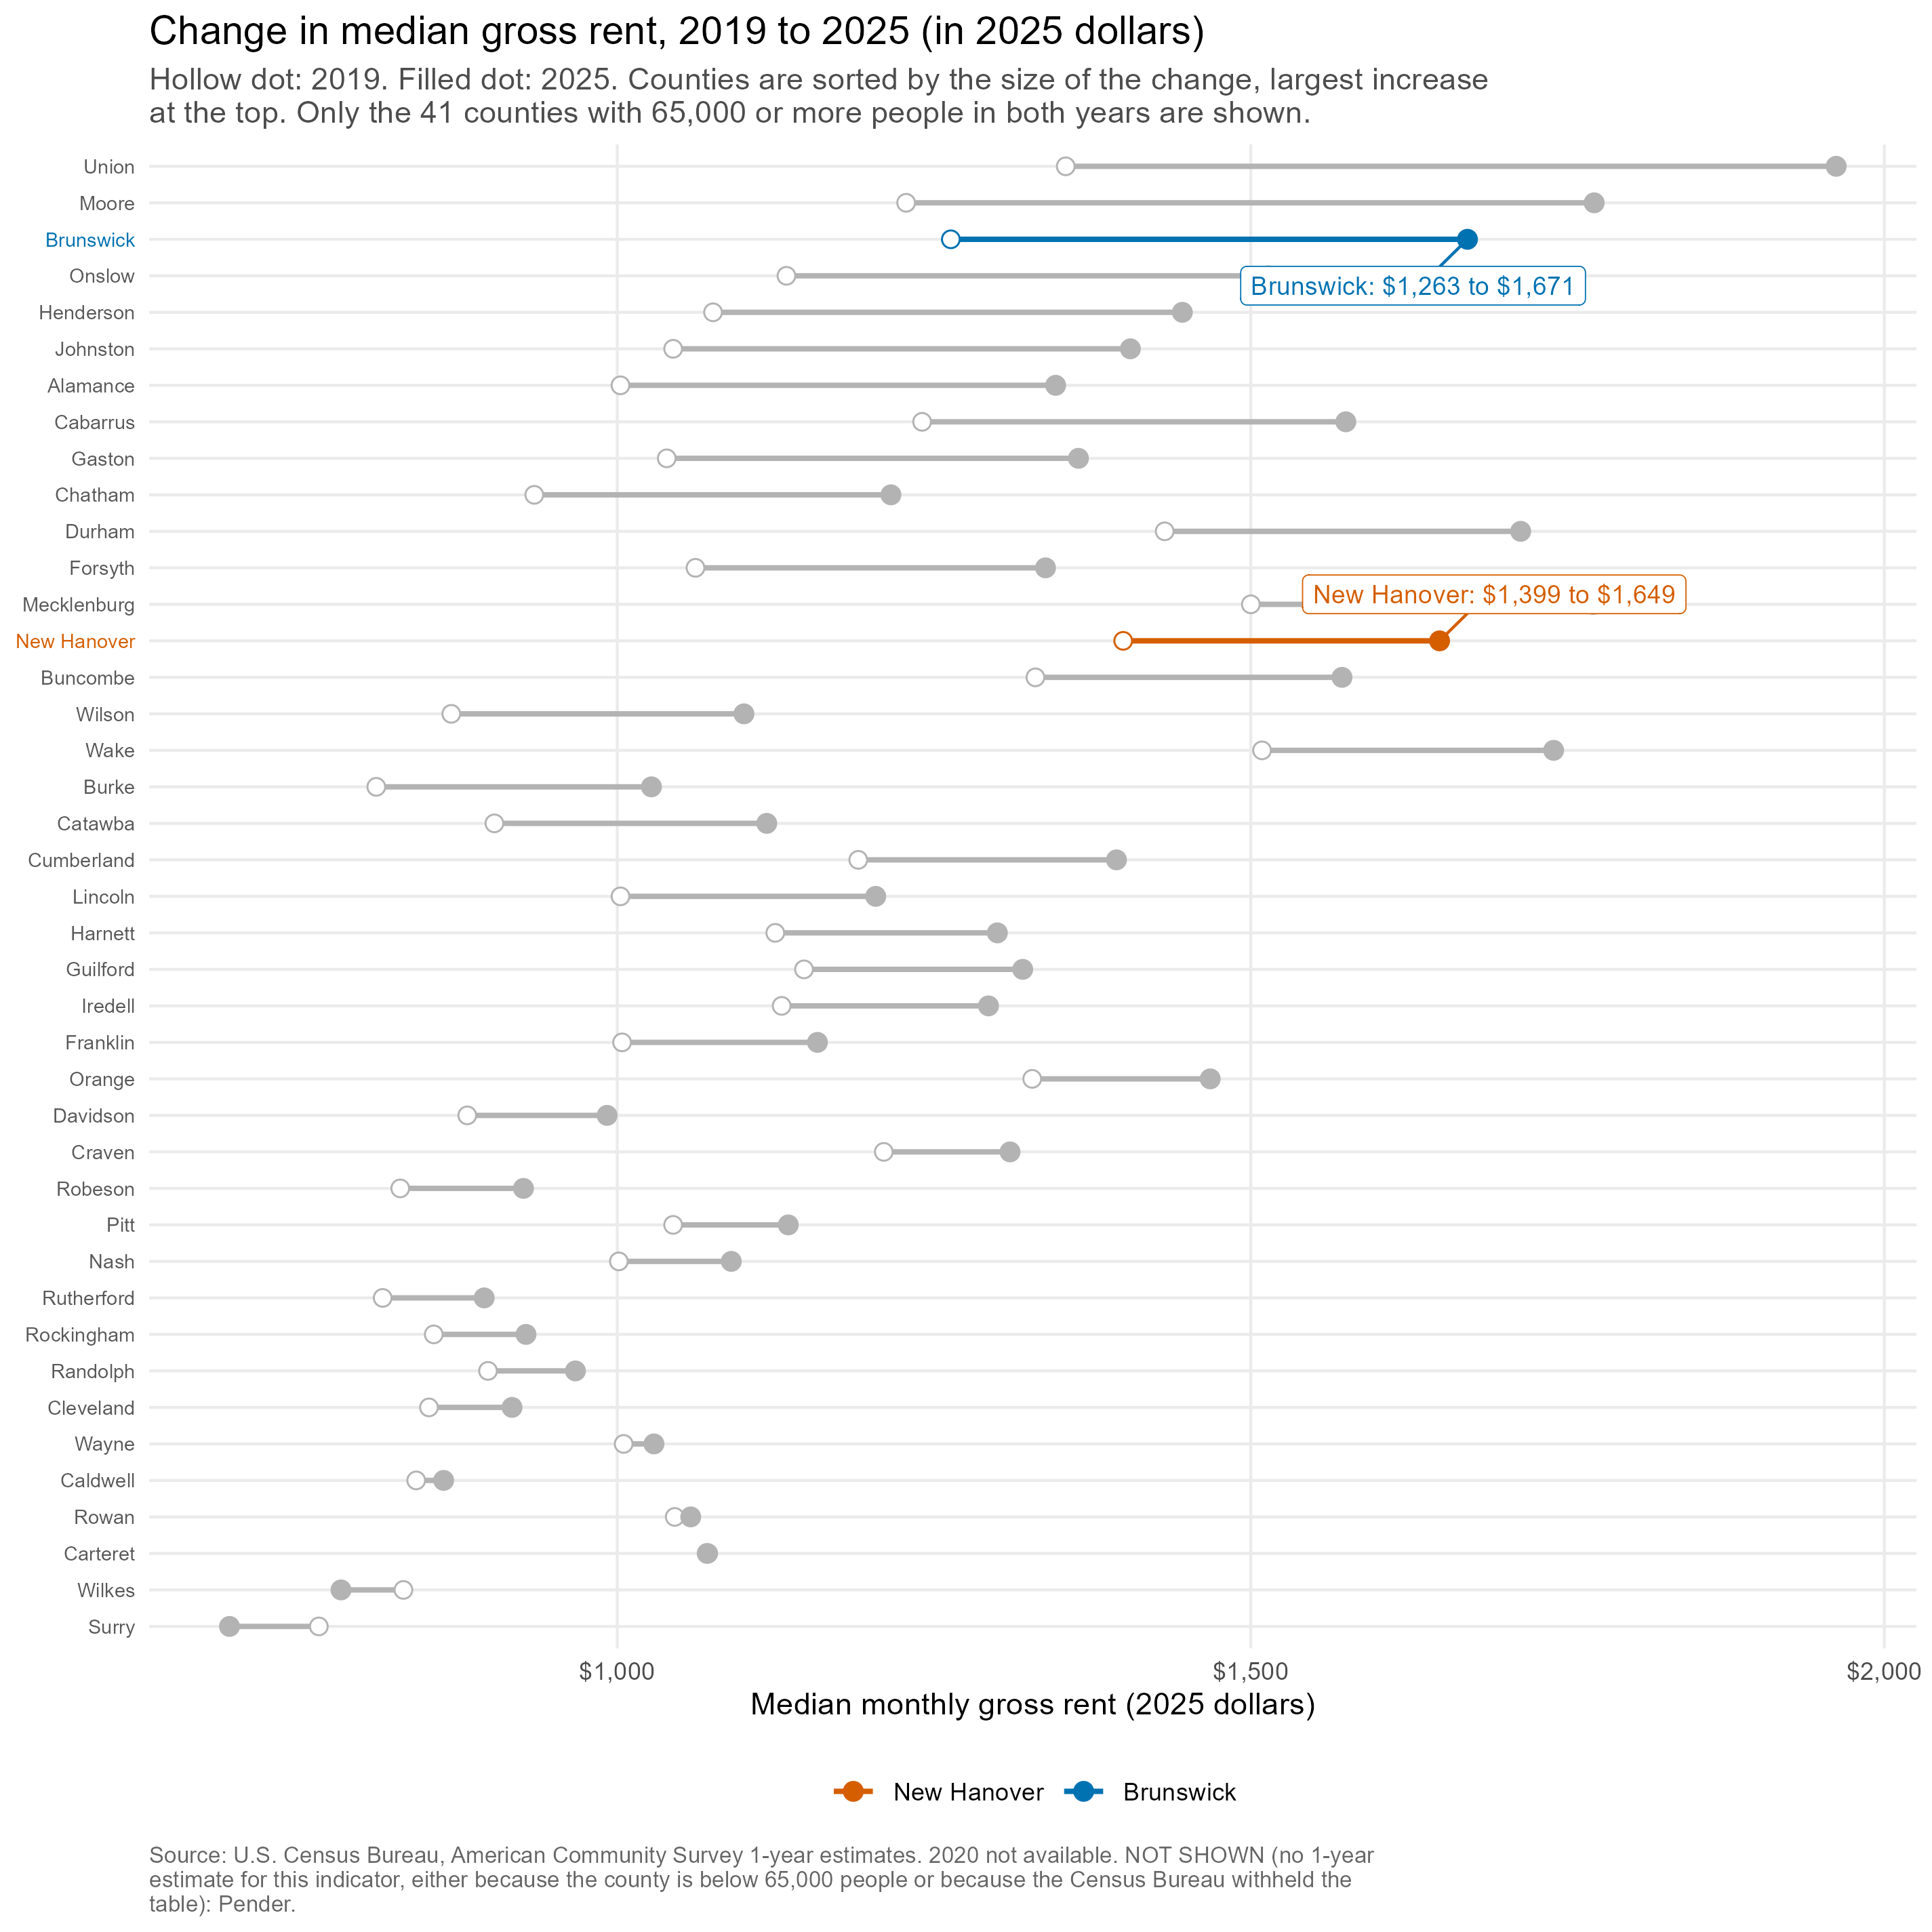 Change in median gross rent, 2019 to 2025 (in 2025 dollars)
Hollow dot: 2019. Filled dot: 2025. Counties are sorted by the size of the change, largest increase
at the top. Only the 41 counties with 65,000 or more people in both years are shown.
Union
Moore
Brunswick
Onslow
Brunswick: $1,263 to $1,671
Henderson
Johnston
Alamance
Cabarrus
Gaston
Chatham
Durham
Forsyth
New Hanover: $1,399 to $1,649
Mecklenburg
New Hanover
Buncombe
Wilson
Wake
Burke
Catawba
Cumberland
Lincoln
Harnett
Guilford
Iredell
Franklin
Orange
Davidson
Craven
Robeson
Pitt
Nash
Rutherford
Rockingham
Randolph
Cleveland
Wayne
Caldwell
Rowan
Carteret
Wilkes
Surry
$1,000 $1,500 $2,000
Median monthly gross rent (2025 dollars)
New Hanover Brunswick
Source: U.S. Census Bureau, American Community Survey 1-year estimates. 2020 not available. NOT SHOWN (no 1-year
estimate for this indicator, either because the county is below 65,000 people or because the Census Bureau withheld the
table): Pender.